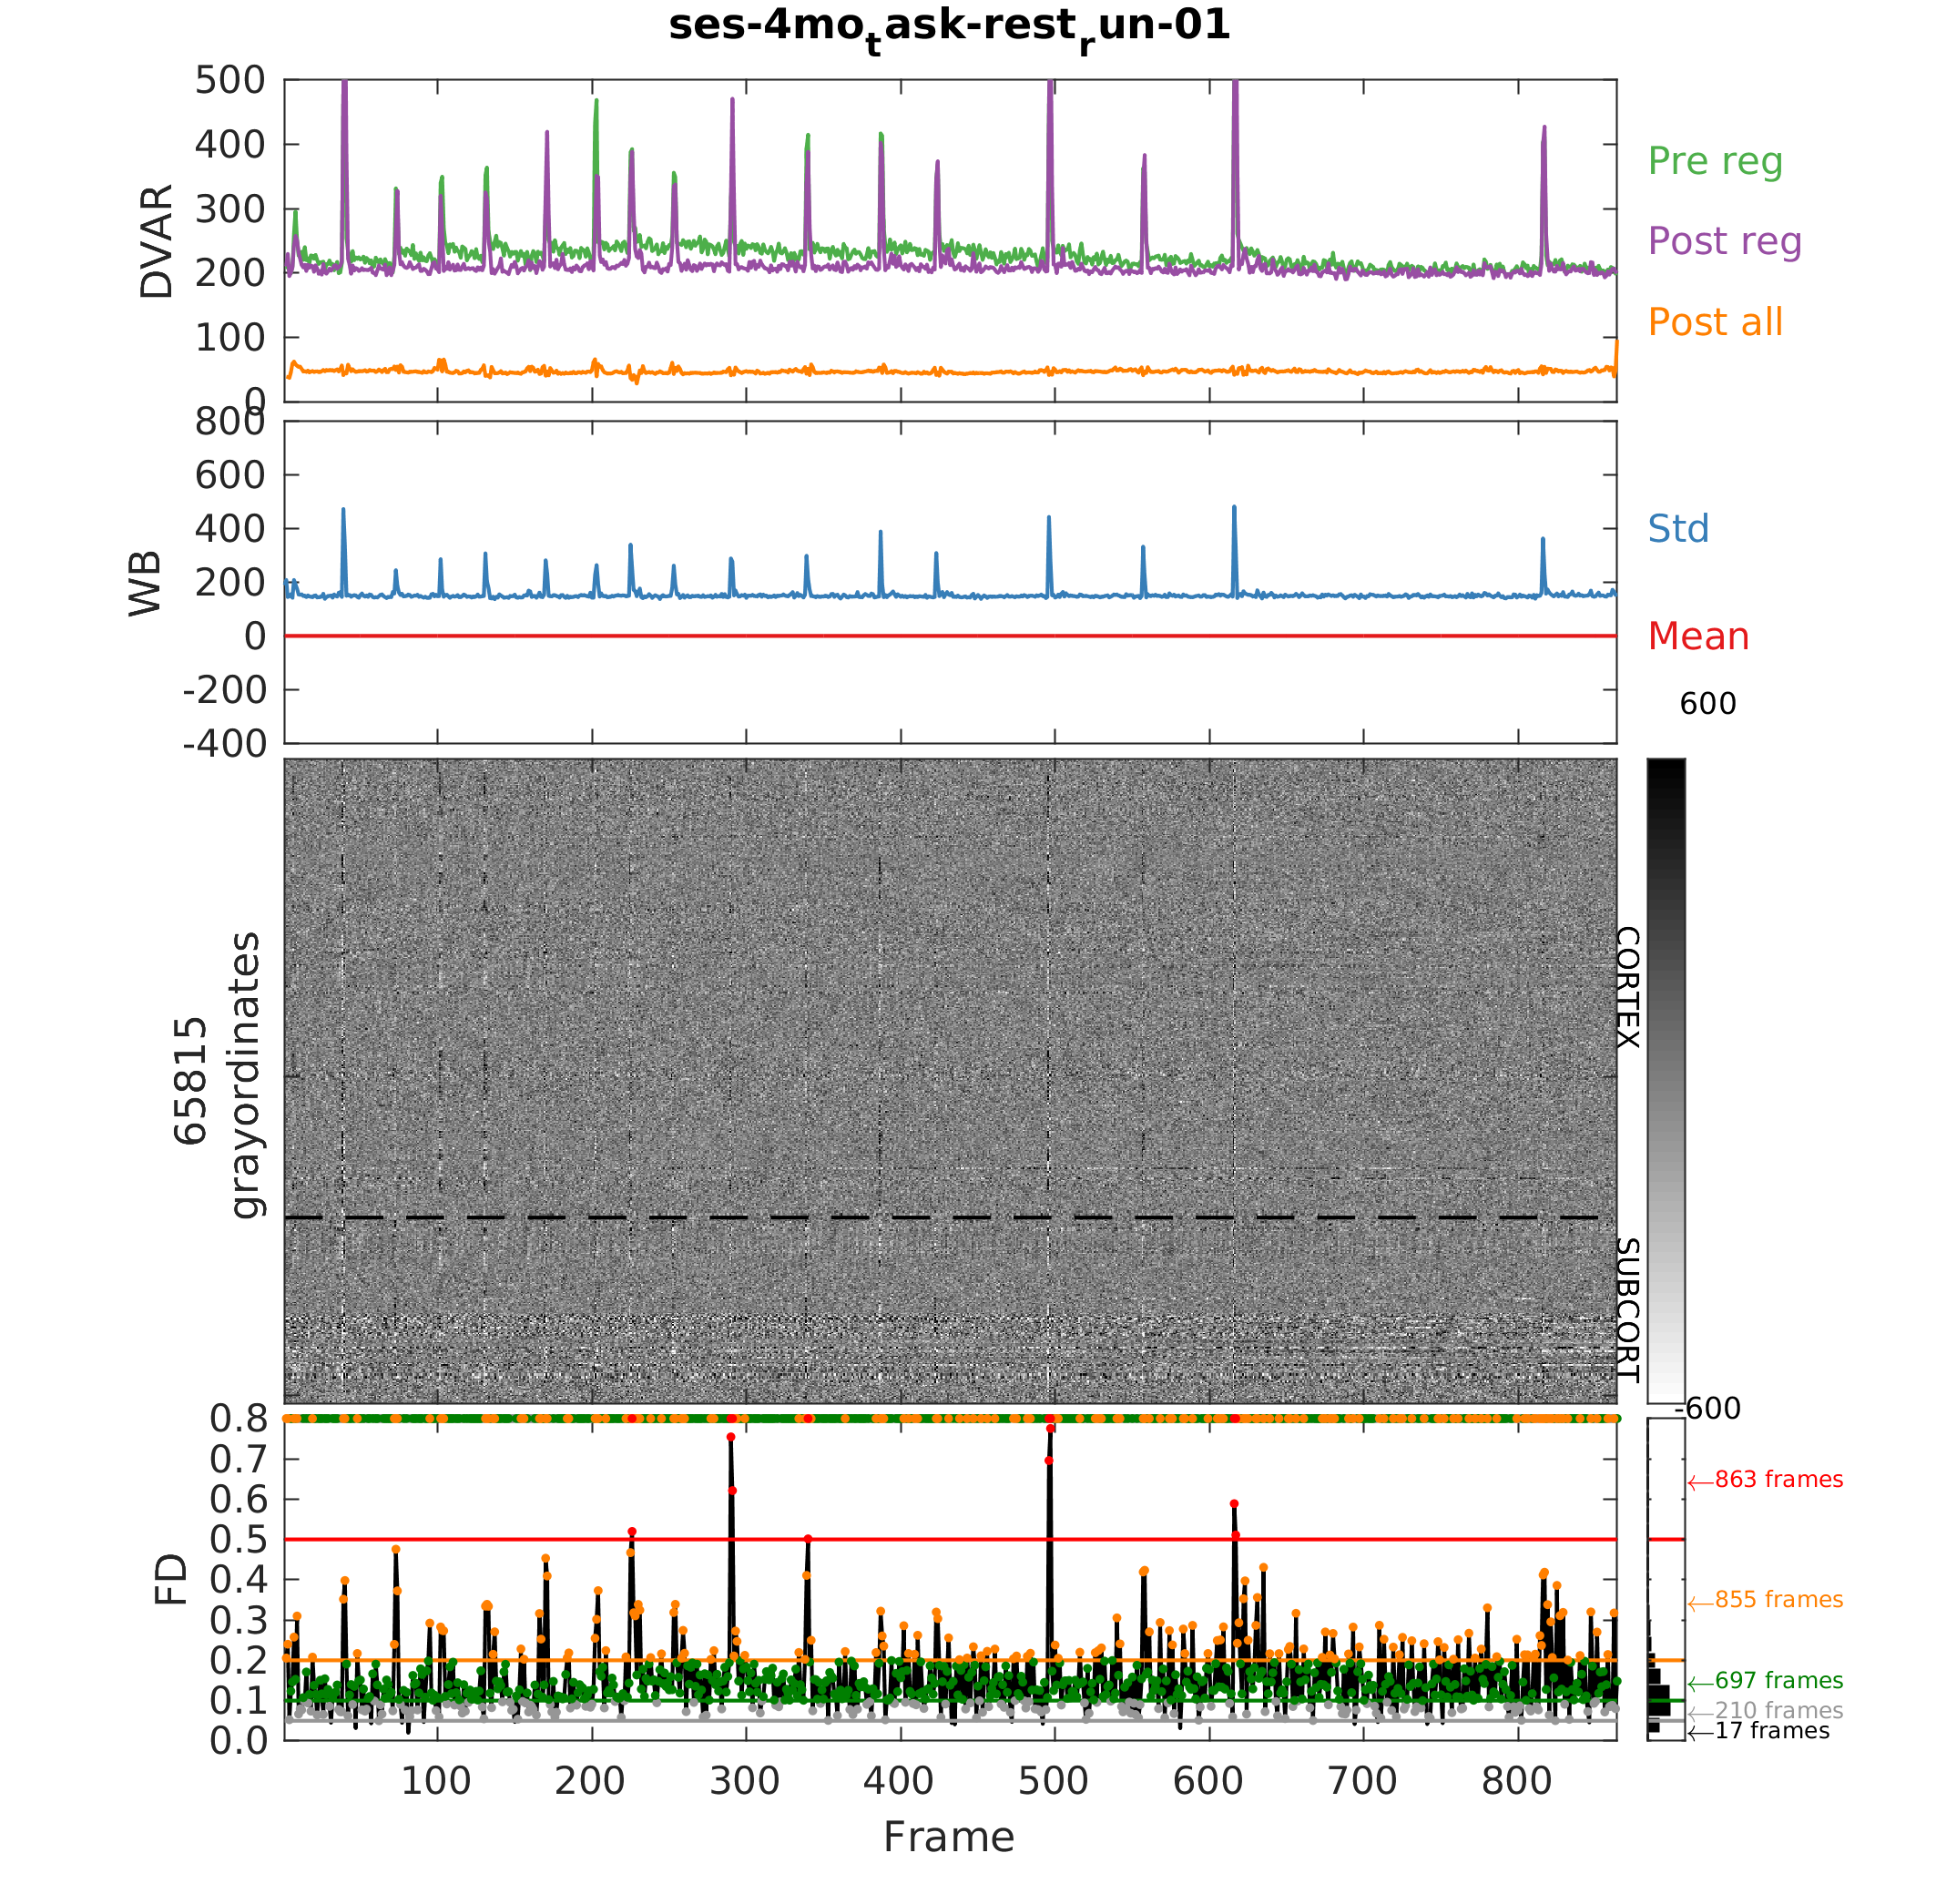 ses-4mo_task-rest_run-01
500
400
300
200
100
0
DVAR
Pre reg
Post reg
Post all
800
600
400
200
0
-200
-400
WB
Std
Mean
600
65815
grayordinates
CORTEX
SUBCORT
-600
0.8
0.7
0.6
0.5
0.4
0.3
0.2
0.1
0.0
FD
←863 frames
←855 frames
←697 frames
←210 frames
←17 frames
100 200 300 400 500 600 700 800
Frame